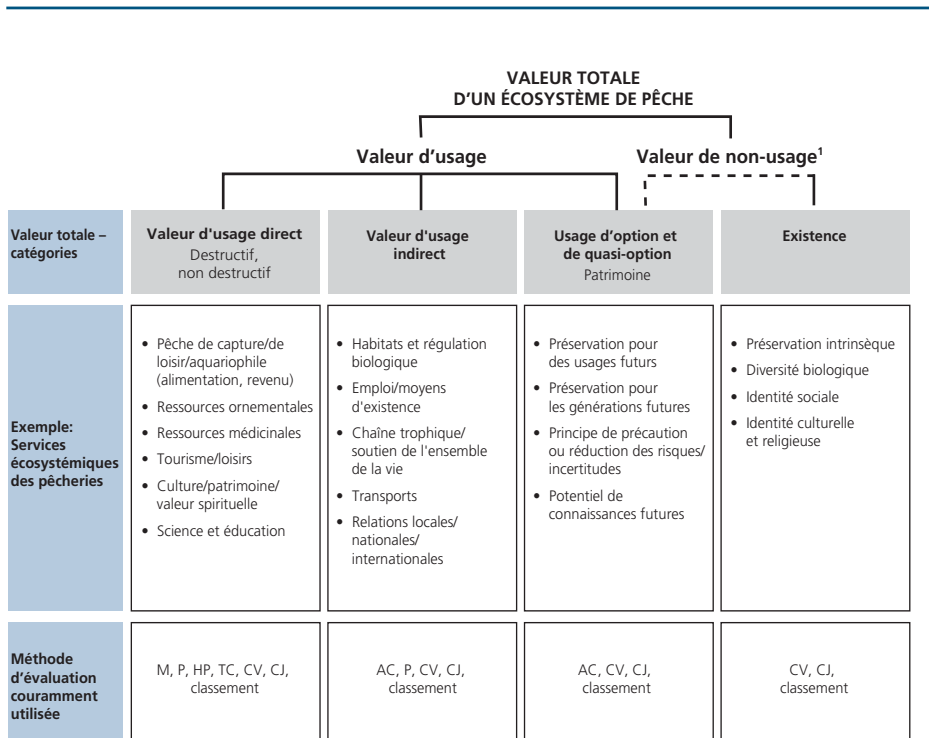 VALEUR TOTALE
D'UN ÉCOSYSTÈME DE PÊCHE
Valeur d'usage
Valeur de non-usage¹
Valeur totale –
catégories
Valeur d'usage direct
Destructif,
non destructif
Valeur d'usage
indirect
Usage d'option et
de quasi-option
Patrimoine
Existence
Exemple:
Services
écosystémiques
des pêcheries
• Pêche de capture/de
loisir/aquariophile
(alimentation, revenu)
• Ressources ornementales
• Ressources médicinales
• Tourisme/loisirs
• Culture/patrimoine/
valeur spirituelle
• Science et éducation
• Habitats et régulation
biologique
• Emploi/moyens
d'existence
• Chaîne trophique/
soutien de l'ensemble
de la vie
• Transports
• Relations locales/
nationales/
internationales
• Préservation pour
des usages futurs
• Préservation pour
les générations futures
• Principe de précaution
ou réduction des risques/
incertitudes
• Potentiel de
connaissances futures
• Préservation intrinsèque
• Diversité biologique
• Identité sociale
• Identité culturelle
et religieuse
Méthode
d'évaluation
couramment
utilisée
M, P, HP, TC, CV, CJ,
classement
AC, P, CV, CJ,
classement
AC, CV, CJ,
classement
CV, CJ,
classement